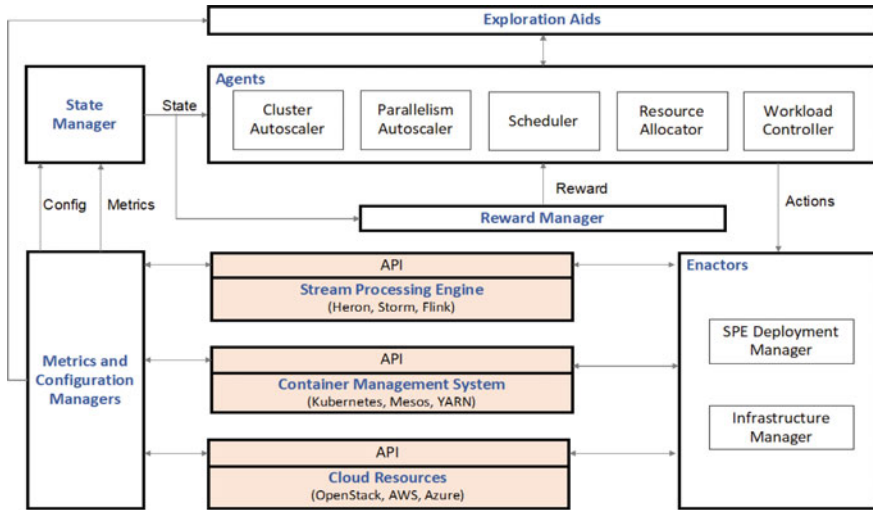 Exploration Aids
Agents
State
Manager
State
Cluster
Autoscaler
Parallelism
Autoscaler
Scheduler
Resource
Allocator
Workload
Controller
Config
Metrics
Reward
Actions
Reward Manager
Metrics and
Configuration
Managers
API
Stream Processing Engine
(Heron, Storm, Flink)
API
Container Management System
(Kubernetes, Mesos, YARN)
API
Cloud Resources
(OpenStack, AWS, Azure)
Enactors
SPE Deployment
Manager
Infrastructure
Manager